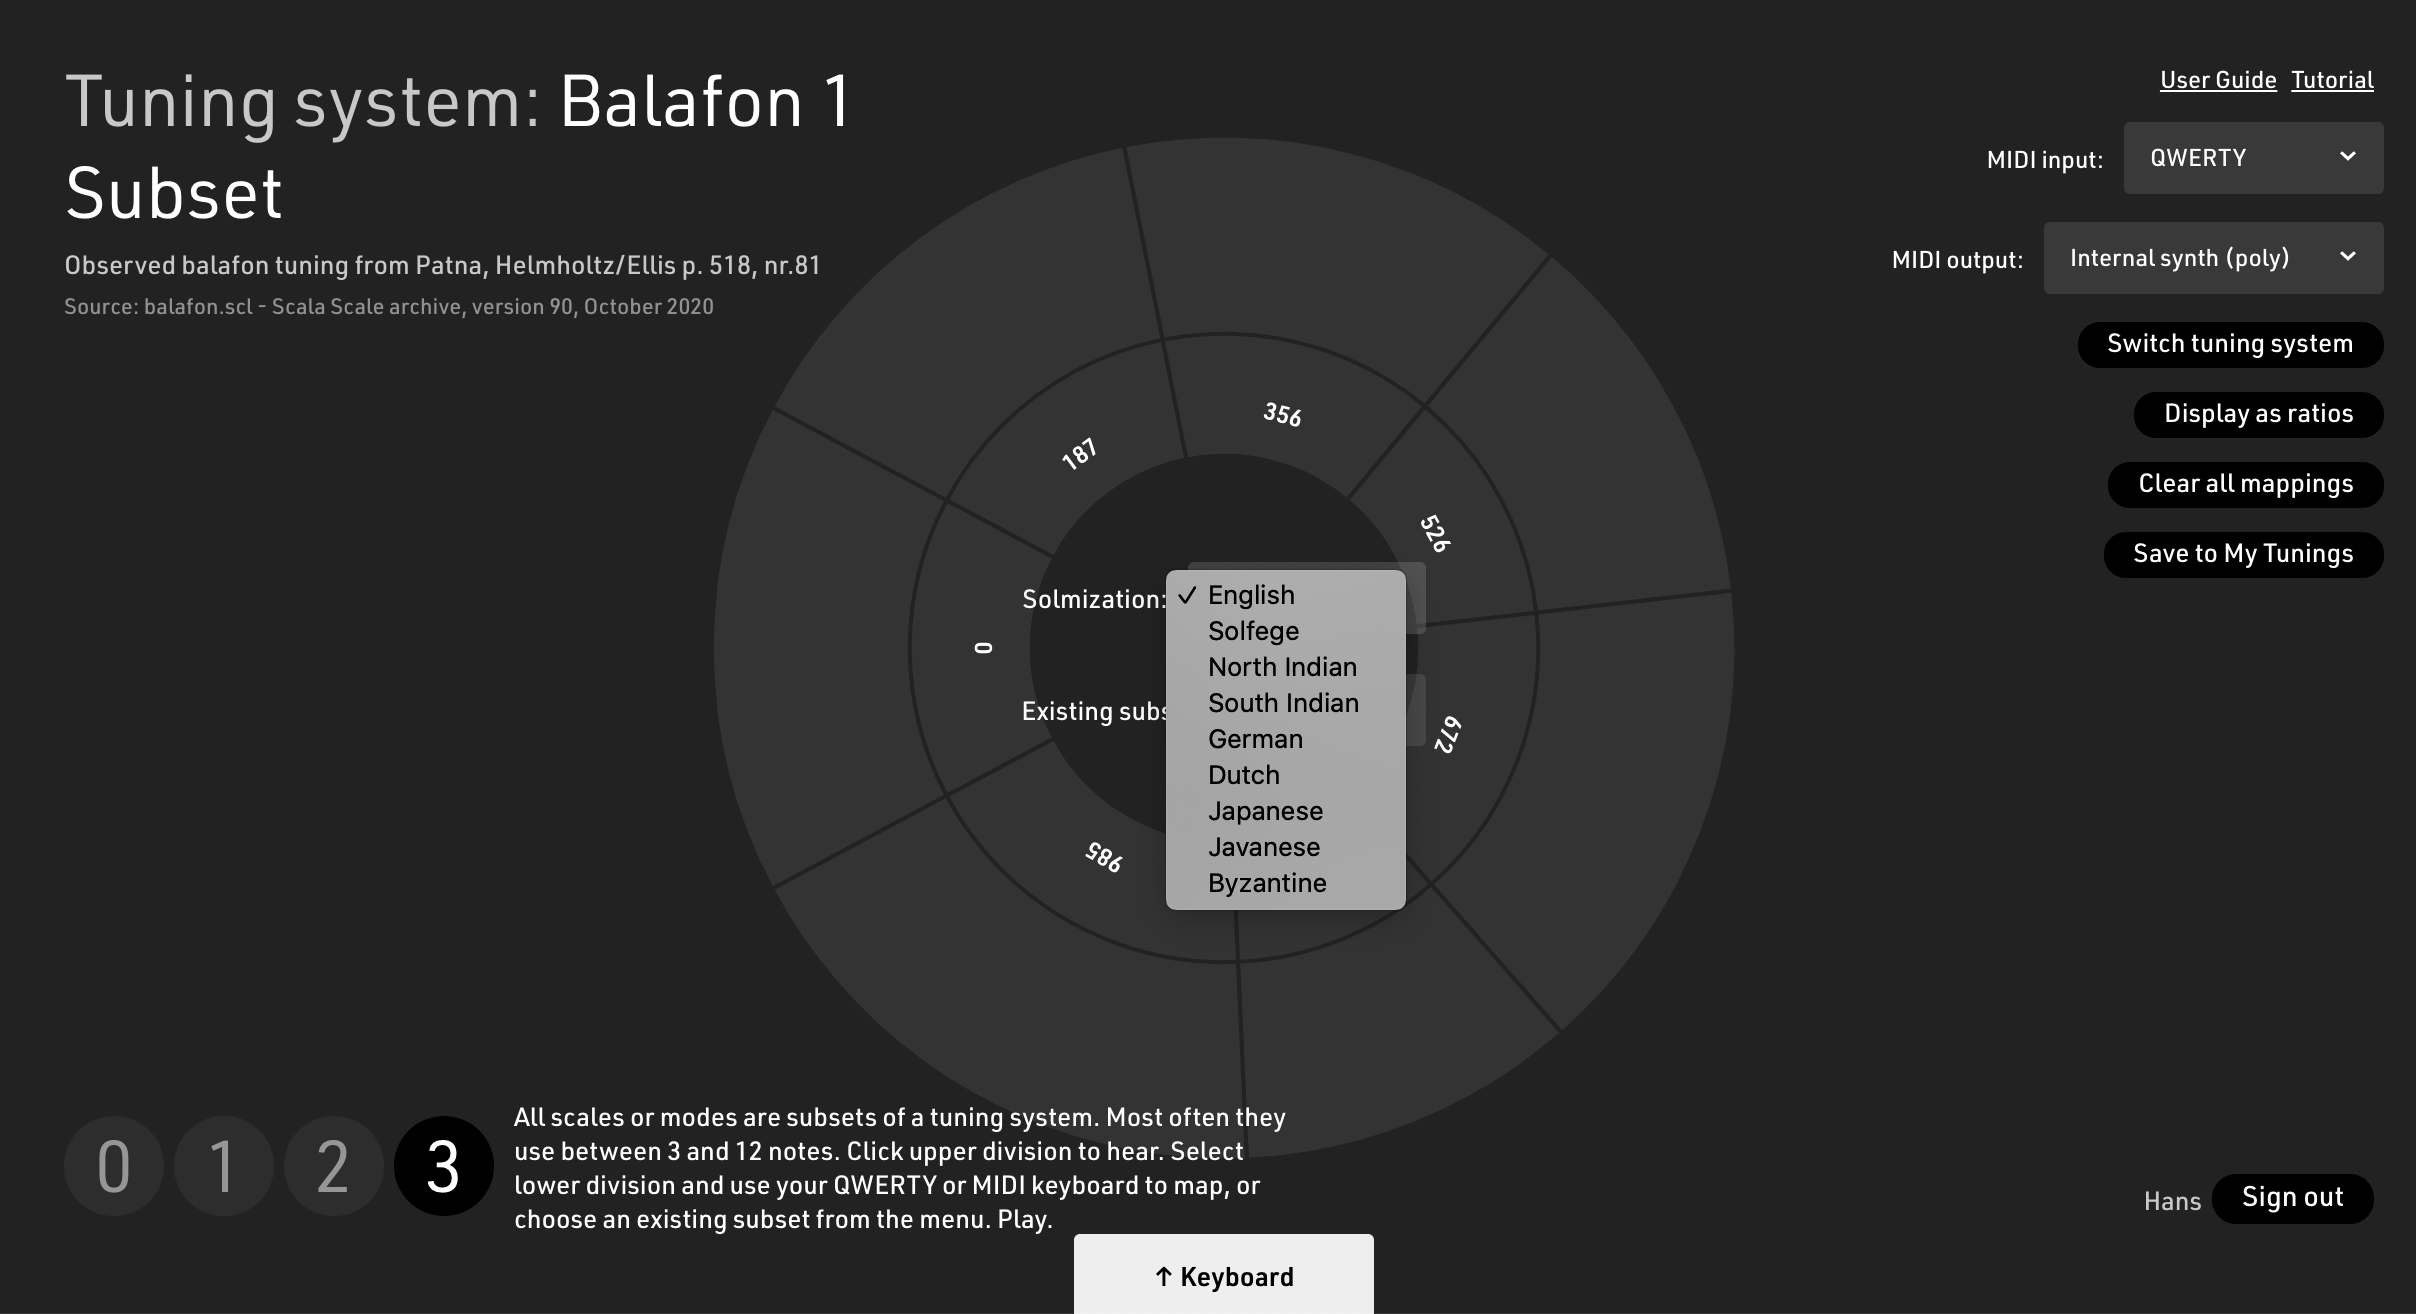 Tuning system: Balafon 1
Subset
Observed balafon tuning from Patna, Helmholtz/Ellis p. 518, nr.81
Source: balafon.scl - Scala Scale archive, version 90, October 2020
User Guide Tutorial
MIDI input: QWERTY
MIDI output: Internal synth (poly)
Switch tuning system
Display as ratios
Clear all mappings
Save to My Tunings
0
187
356
526
672
985
Solmization:
Existing subs
✓ English
Solfege
North Indian
South Indian
German
Dutch
Japanese
Javanese
Byzantine
0 1 2 3
All scales or modes are subsets of a tuning system. Most often they
use between 3 and 12 notes. Click upper division to hear. Select
lower division and use your QWERTY or MIDI keyboard to map, or
choose an existing subset from the menu. Play.
Hans Sign out
↑ Keyboard